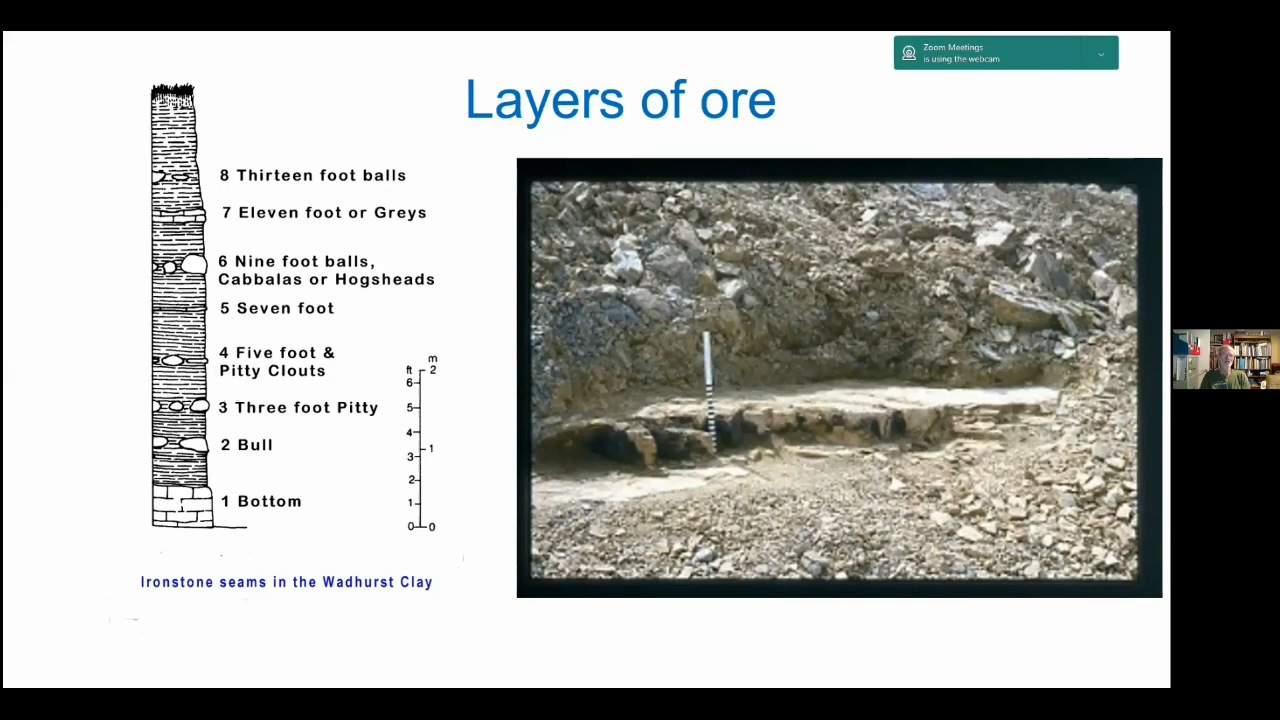 Zoom Meetings
is using the webcam
Layers of ore
8 Thirteen foot balls
7 Eleven foot or Greys
6 Nine foot balls,
Cabbalas or Hogsheads
5 Seven foot
4 Five foot &
Pitty Clouts
3 Three foot Pitty
2 Bull
1 Bottom
ft m
2
6
5
4
1
3
2
1
0 0
Ironstone seams in the Wadhurst Clay